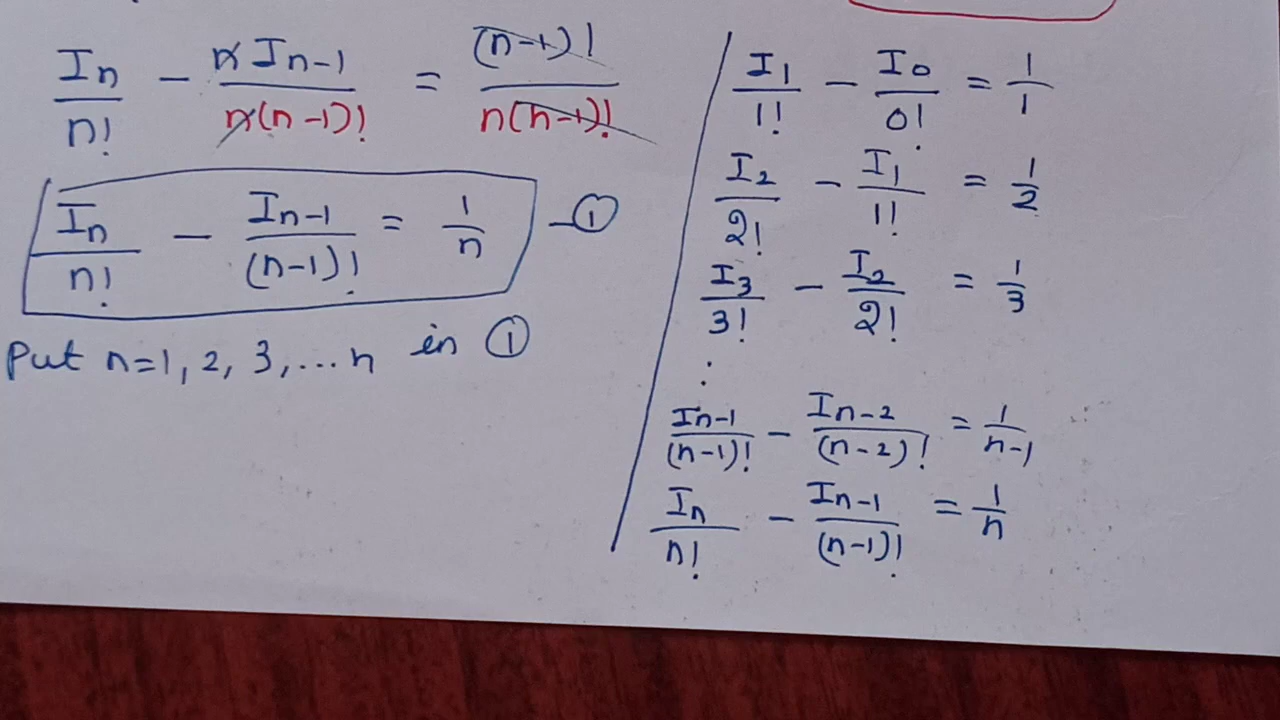 In/n! - nIn-1/n(n-1)! = (n-1)!/n(n-1)!
In/n! - In-1/(n-1)! = 1/n -①
Put n=1, 2, 3, ... n in ①
I1/1! - I0/0! = 1/1
I2/2! - I1/1! = 1/2
I3/3! - I2/2! = 1/3
⋮
In-1/(n-1)! - In-2/(n-2)! = 1/n-1
In/n! - In-1/(n-1)! = 1/n